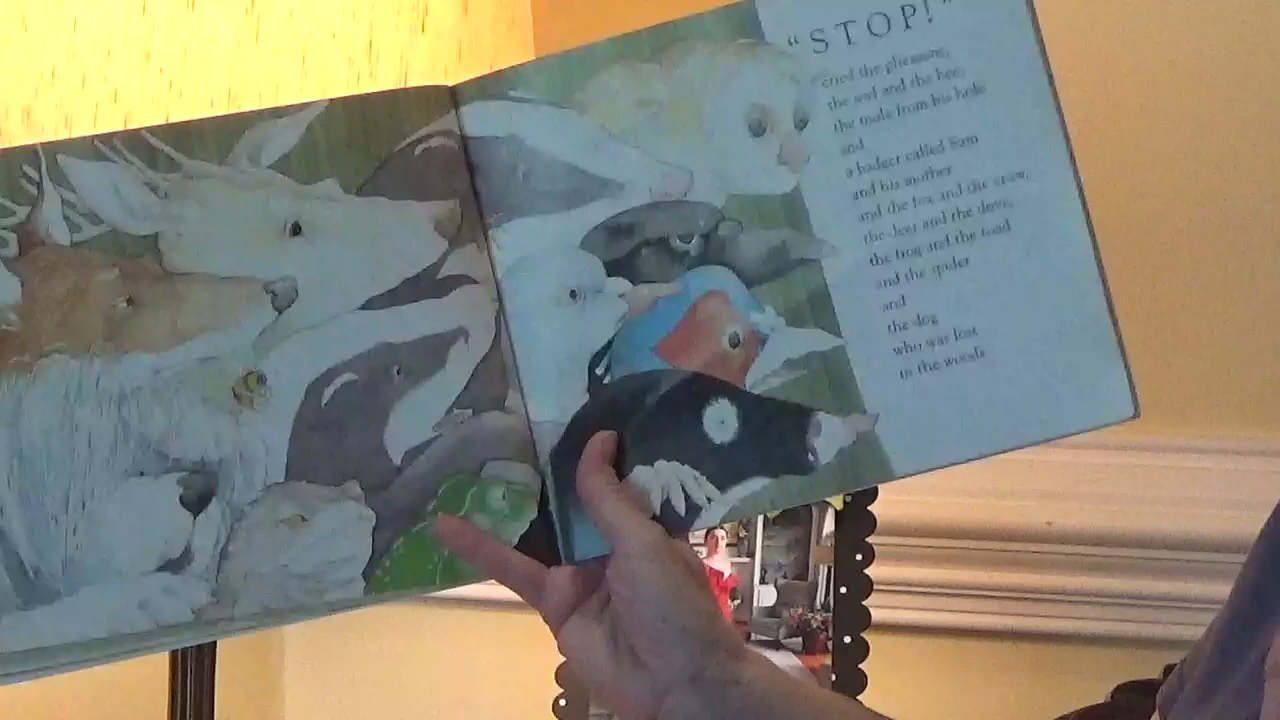 "STOP!"
cried the pheasant,
the owl and the bee,
the mole from his hole
and
a badger called Sam
and his mother
and the fox and the crow,
the deer and the dove,
the frog and the toad
and the spider
and
the dog
who was lost
in the woods